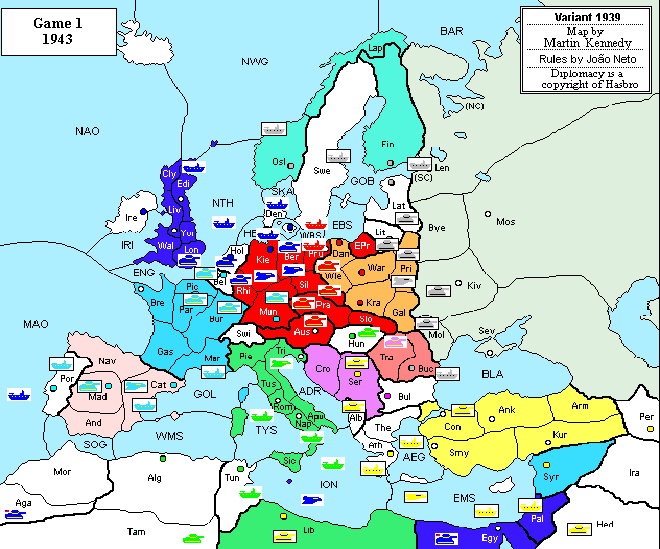 Game 1
1943
Variant 1939
Map by
Martin Kennedy
Rules by João Neto
Diplomacy is a
copyright of Hasbro
BAR
NWG
Lap
(NC)
NAO
Osl
Fin
Swe
Len
(SC)
GOB
Cly
Edi
SKA
Lat
NTH
Den
Ire
Liv
Lit
Bye
Mos
EBS
WBS
HE
Yor
IRI
Wal
Lon
Hol
Kie
Ber
Pru
Dan
EPr
ENG
Bel
Rhi
Sil
Wie
War
Pri
Pic
Kiv
Bre
Par
Bur
Mun
Pra
Kra
Gal
MAO
Slo
Aus
Mol
Swi
Hun
Sev
Gas
Mar
Pie
Tri
Tra
Nav
Cro
Buc
Por
Cat
GOL
Tus
Ser
BLA
Mad
ADR
Rom
Bul
Arm
And
Apu
Alb
Ank
Nap
The
Con
Per
TYS
Kur
SOG
WMS
Ath
Smy
Sic
AEG
Mor
Alg
Tun
ION
Syr
Ira
EMS
Aga
Pal
Tam
Lib
Egy
Hed